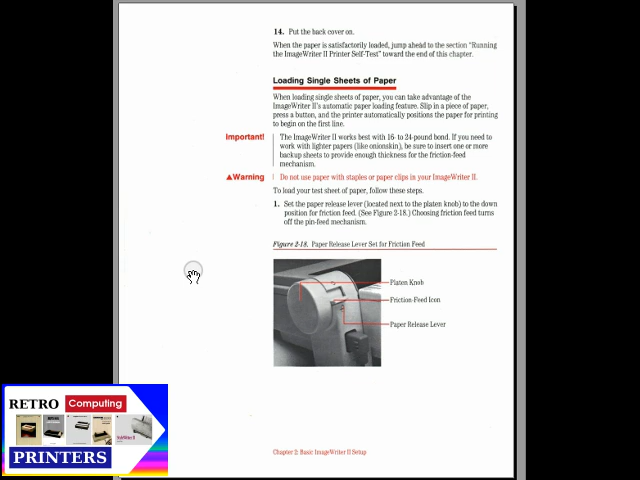 14. Put the back cover on.
When the paper is satisfactorily loaded, jump ahead to the section "Running
the ImageWriter II Printer Self-Test" toward the end of this chapter.
Loading Single Sheets of Paper
When loading single sheets of paper, you can take advantage of the
ImageWriter II's automatic paper loading feature. Slip in a piece of paper,
press a button, and the printer automatically positions the paper for printing
to begin on the first line.
Important! The ImageWriter II works best with 16- to 24-pound bond. If you need to
work with lighter papers (like onionskin), be sure to insert one or more
backup sheets to provide enough thickness for the friction-feed
mechanism.
▲Warning Do not use paper with staples or paper clips in your ImageWriter II.
To load your test sheet of paper, follow these steps.
1. Set the paper release lever (located next to the platen knob) to the down
position for friction feed. (See Figure 2-18.) Choosing friction feed turns
off the pin-feed mechanism.
Figure 2-18. Paper Release Lever Set for Friction Feed
Platen Knob
Friction-Feed Icon
Paper Release Lever
RETRO Computing
PRINTERS
Chapter 2: Basic ImageWriter II Setup